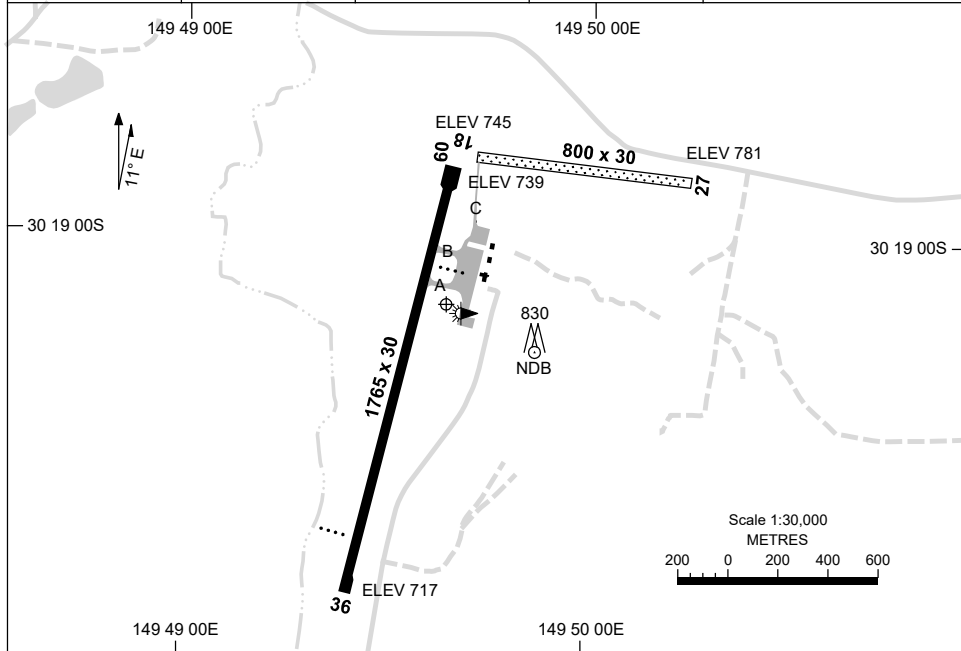 149 49 00E
149 50 00E
ELEV 745
18
09
800 x 30
ELEV 781
27
11° E
ELEV 739
C
30 19 00S
30 19 00S
B
A
830
NDB
1765 x 30
Scale 1:30,000
METRES
200 0 200 400 600
ELEV 717
36
149 49 00E
149 50 00E